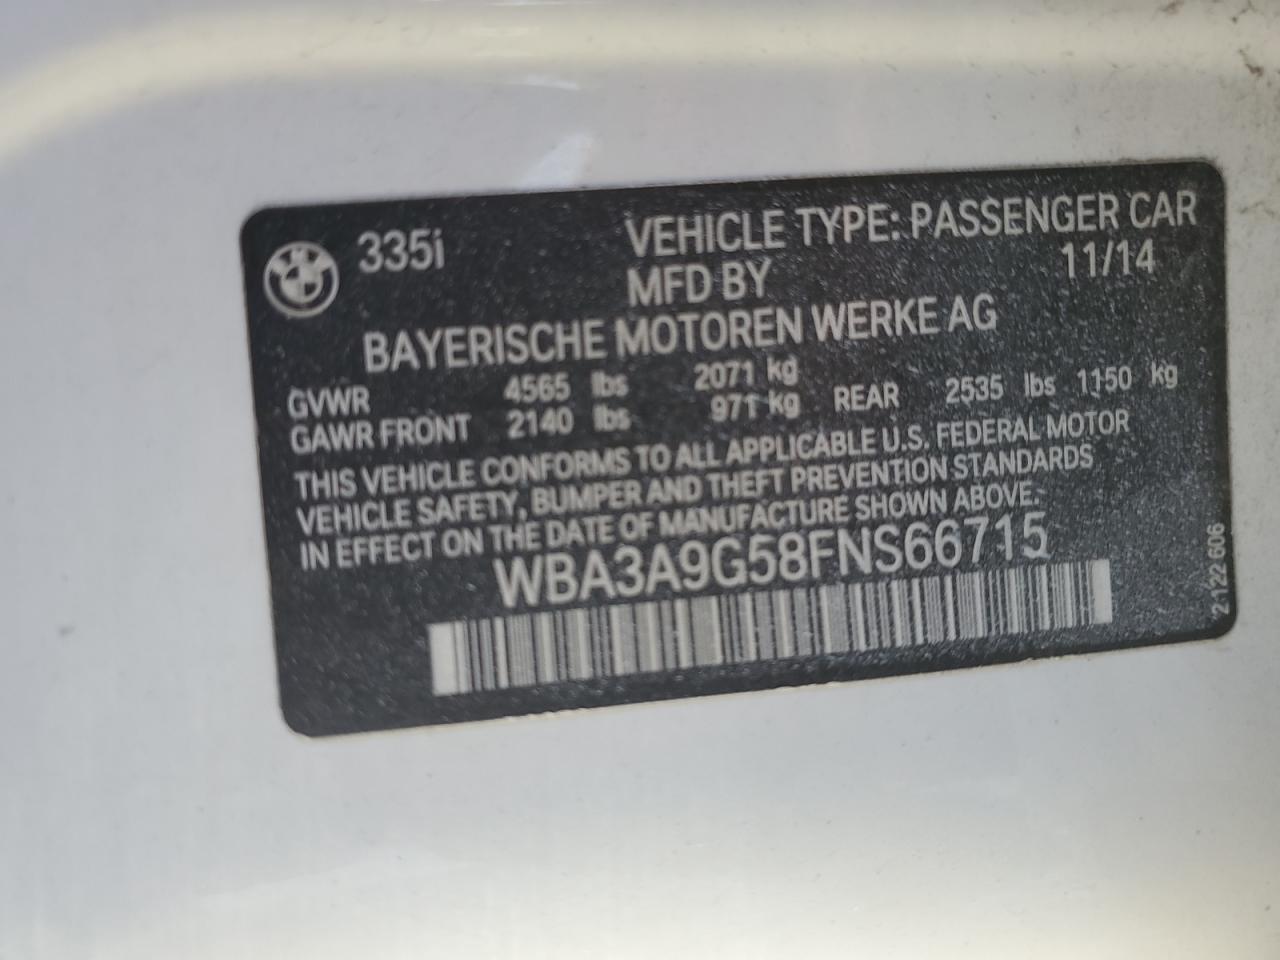 335i VEHICLE TYPE: PASSENGER CAR
MFD BY 11/14
BAYERISCHE MOTOREN WERKE AG
GVWR 4565 lbs 2071 kg
GAWR FRONT 2140 lbs 971 kg REAR 2535 lbs 1150 kg
THIS VEHICLE CONFORMS TO ALL APPLICABLE U.S. FEDERAL MOTOR
VEHICLE SAFETY, BUMPER AND THEFT PREVENTION STANDARDS
IN EFFECT ON THE DATE OF MANUFACTURE SHOWN ABOVE.
WBA3A9G58FNS66715
2122606